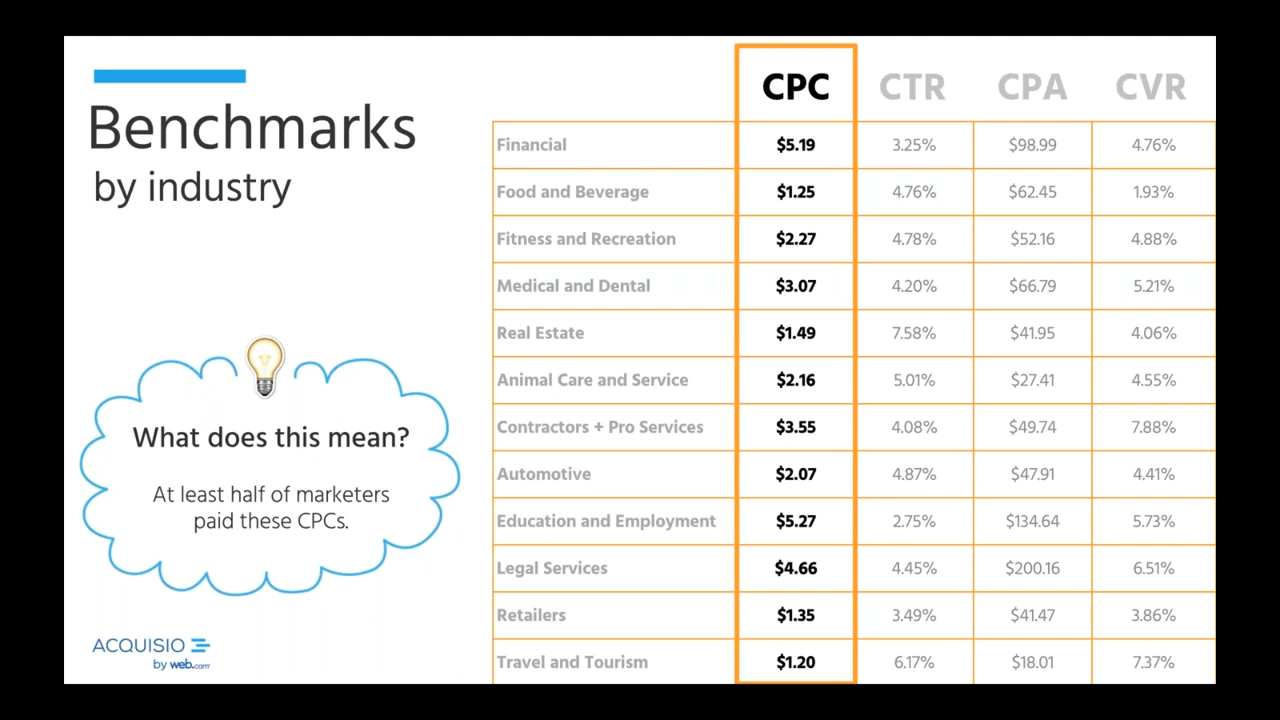 Benchmarks
by industry
What does this mean?
At least half of marketers
paid these CPCs.
ACQUISIO
by web.com
CPC CTR CPA CVR
Financial $5.19 3.25% $98.99 4.76%
Food and Beverage $1.25 4.76% $62.45 1.93%
Fitness and Recreation $2.27 4.78% $52.16 4.88%
Medical and Dental $3.07 4.20% $66.79 5.21%
Real Estate $1.49 7.58% $41.95 4.06%
Animal Care and Service $2.16 5.01% $27.41 4.55%
Contractors + Pro Services $3.55 4.08% $49.74 7.88%
Automotive $2.07 4.87% $47.91 4.41%
Education and Employment $5.27 2.75% $134.64 5.73%
Legal Services $4.66 4.45% $200.16 6.51%
Retailers $1.35 3.49% $41.47 3.86%
Travel and Tourism $1.20 6.17% $18.01 7.37%